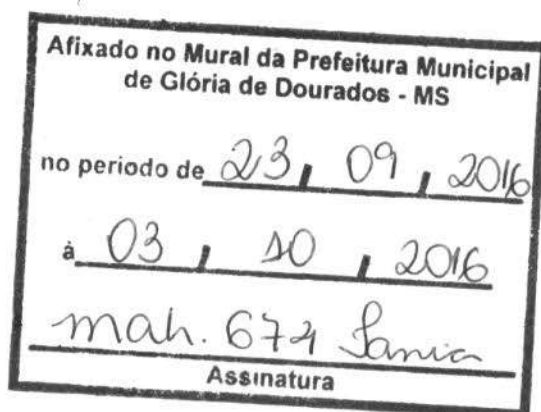 Afixado no Mural da Prefeitura Municipal
de Glória de Dourados - MS
no periodo de 23 / 09 / 2016
à 03 / 10 / 2016
mah. 674
Assinatura